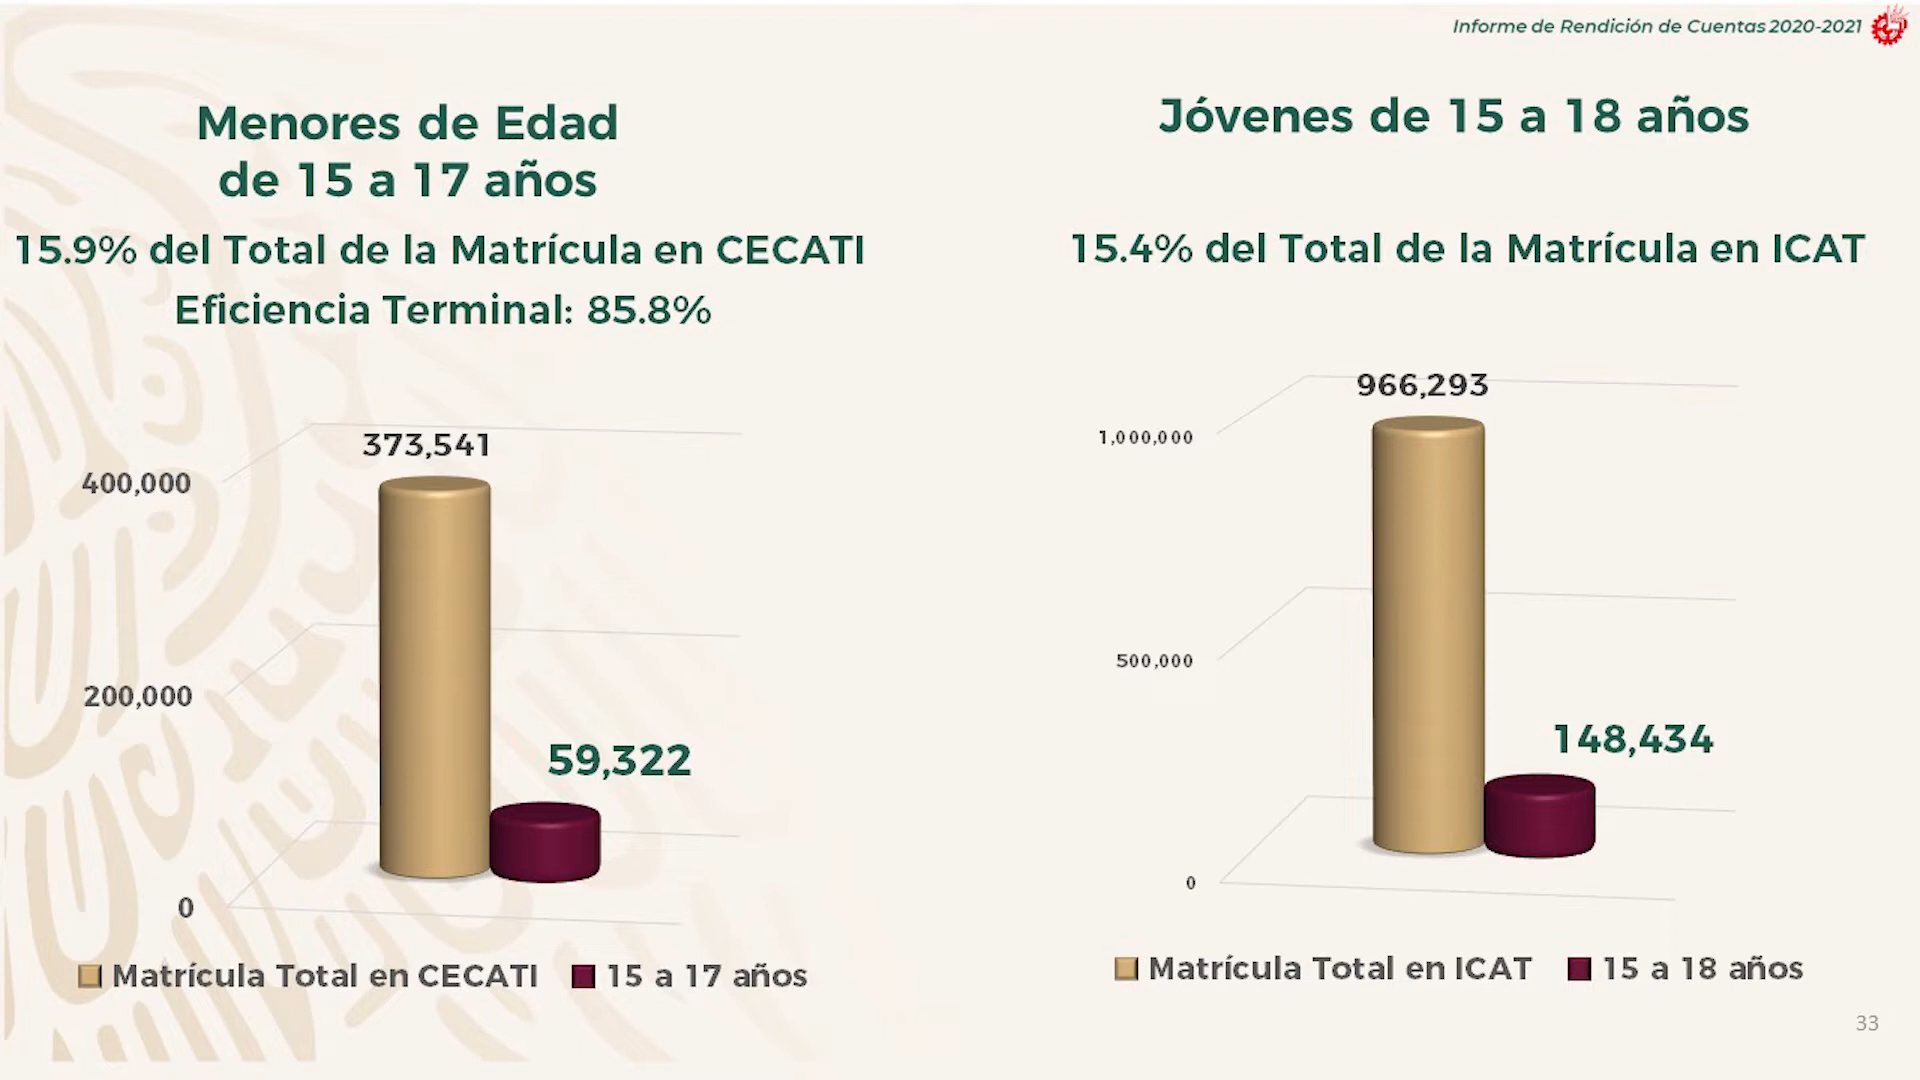 Informe de Rendición de Cuentas 2020-2021
Menores de Edad
de 15 a 17 años
15.9% del Total de la Matrícula en CECATI
Eficiencia Terminal: 85.8%
373,541
400,000
200,000
59,322
0
Matrícula Total en CECATI
15 a 17 años
Jóvenes de 15 a 18 años
15.4% del Total de la Matrícula en ICAT
966,293
1,000,000
500,000
148,434
0
Matrícula Total en ICAT
15 a 18 años
33